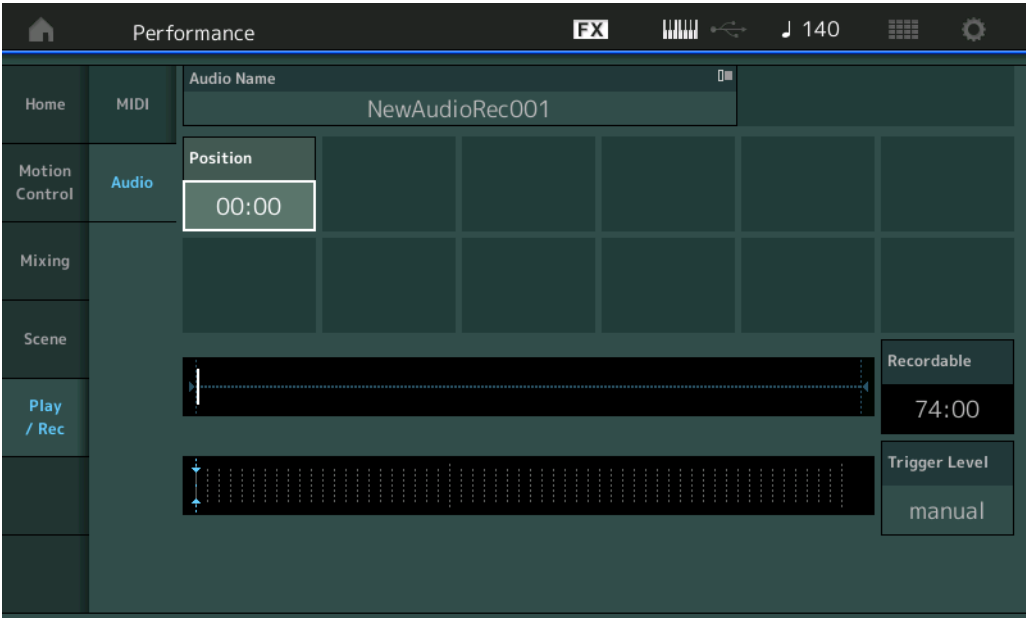 Performance
FX
♩ 140
Home
MIDI
Audio Name
NewAudioRec001
Motion
Control
Audio
Position
00:00
Mixing
Scene
Play
/ Rec
Recordable
74:00
Trigger Level
manual